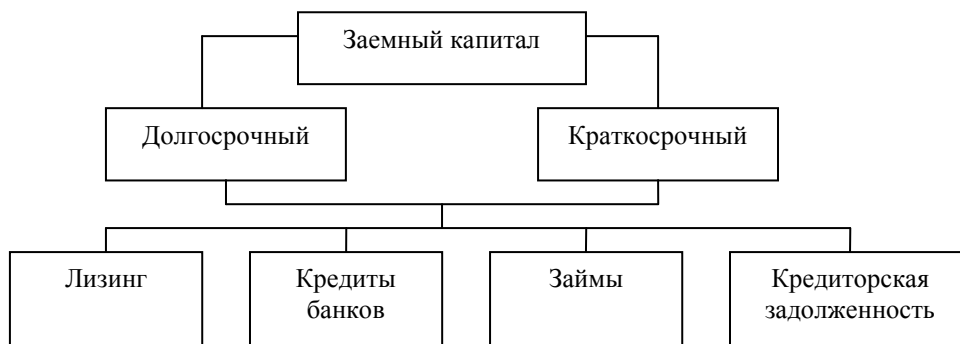 Заемный капитал
Долгосрочный
Краткосрочный
Лизинг
Кредиты
банков
Займы
Кредиторская
задолженность